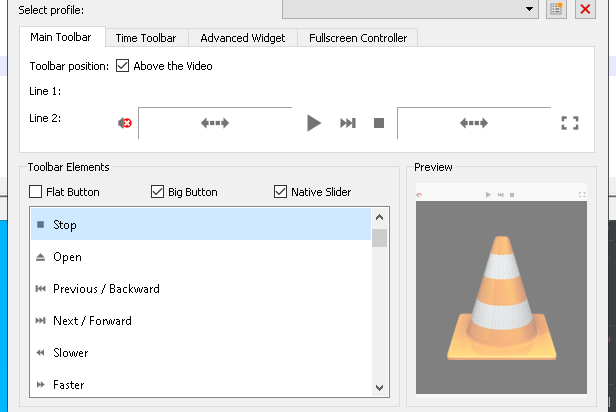 Select profile:
Main Toolbar Time Toolbar Advanced Widget Fullscreen Controller
Toolbar position: Above the Video
Line 1:
Line 2:
Toolbar Elements
Flat Button Big Button Native Slider
Stop
Open
Previous / Backward
Next / Forward
Slower
Faster
Preview